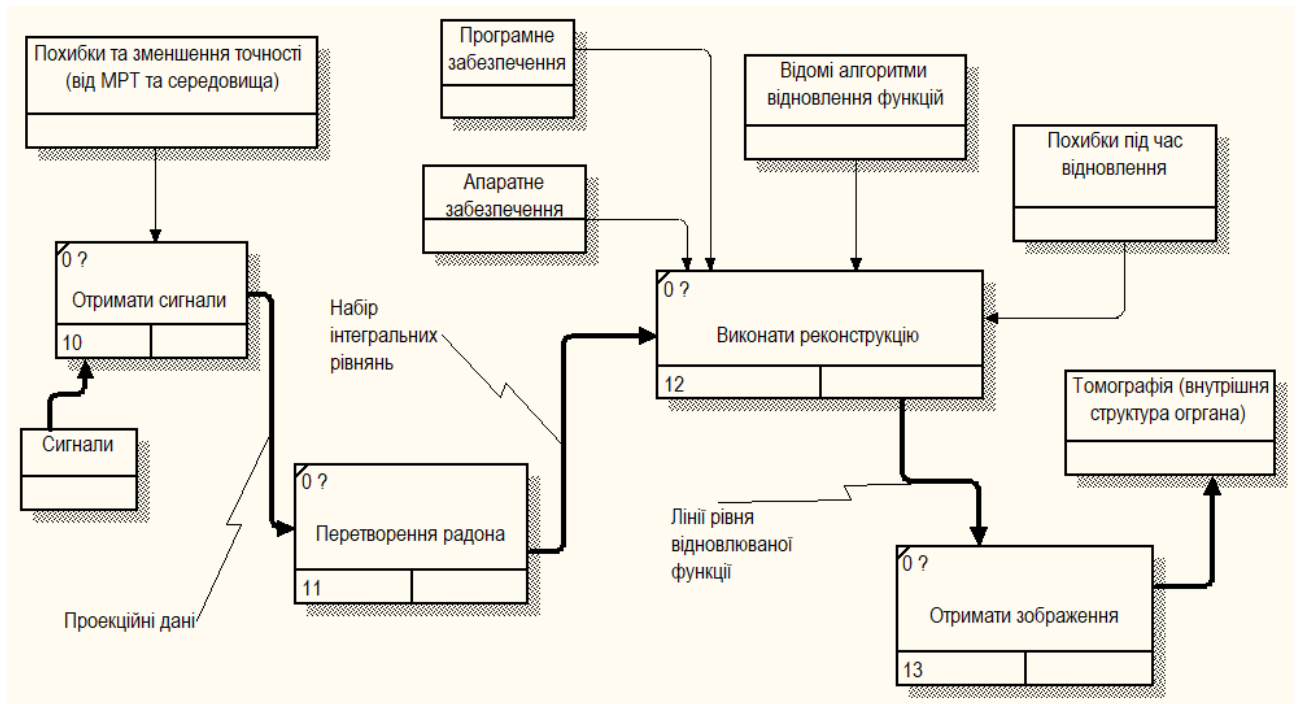 Похибки та зменшення точності
(від МРТ та середовища)
Програмне
забезпечення
Відомі алгоритми
відновлення функцій
Похибки під час
відновлення
Апаратне
забезпечення
0 ?
Отримати сигнали
10
Сигнали
Набір
інтегральних
рівнянь
0 ?
Виконати реконструкцію
12
Томографія (внутрішня
структура огргана)
0 ?
Перетворення радона
11
Проекційні дані
Лінії рівня
відновлюваної
функції
0 ?
Отримати зображення
13